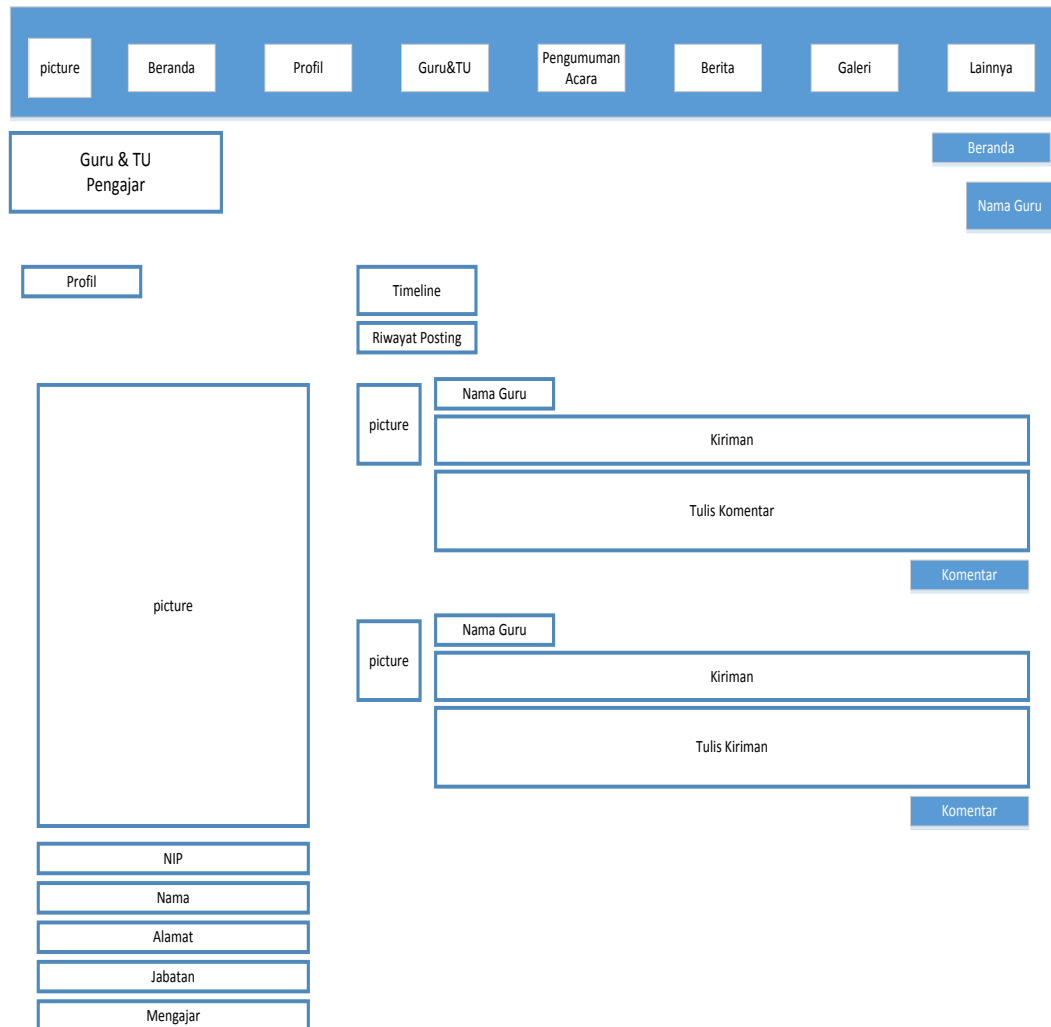 picture
Beranda
Profil
Guru&TU
Pengumuman
Acara
Berita
Galeri
Lainnya
Guru & TU
Pengajar
Beranda
Nama Guru
Profil
Timeline
Riwayat Posting
picture
NIP
Nama
Alamat
Jabatan
Mengajar
picture
Nama Guru
Kiriman
Tulis Komentar
Komentar
picture
Nama Guru
Kiriman
Tulis Kiriman
Komentar